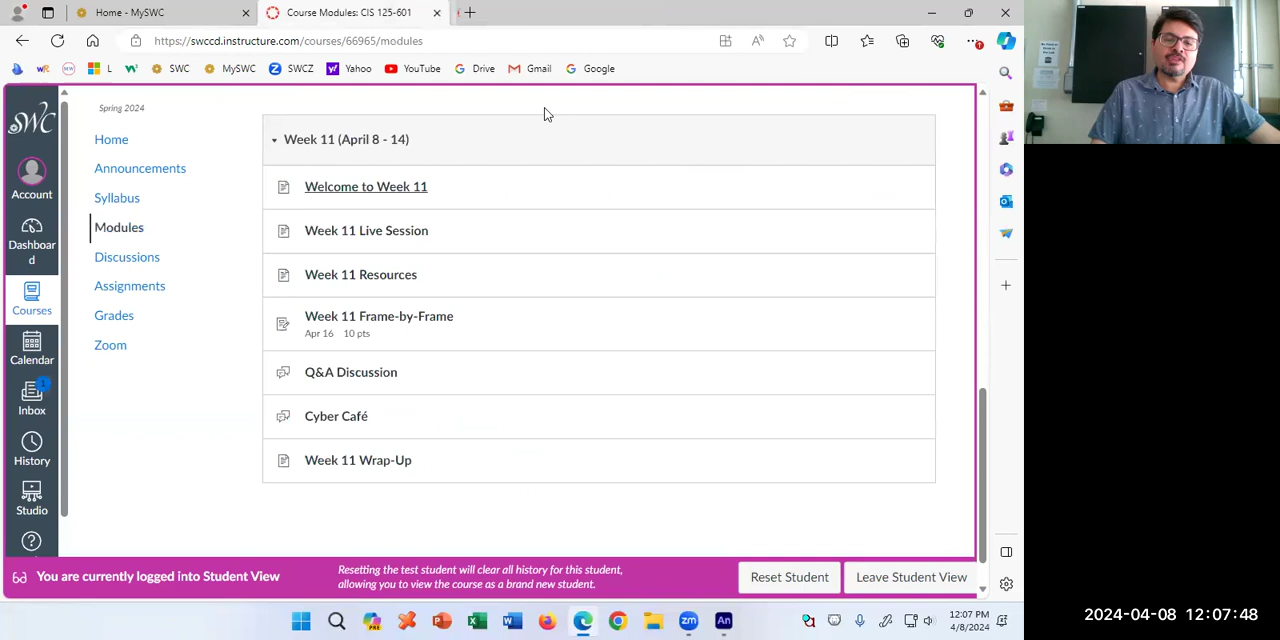 Home - MySWC
Course Modules: CIS 125-601
https://swccd.instructure.com/courses/66965/modules
L
SWC
MySWC
SWCZ
Yahoo
YouTube
Drive
Gmail
Google
SWC
Account
Dashboar
d
Courses
Calendar
Inbox
1
History
Studio
Spring 2024
Home
Announcements
Syllabus
Modules
Discussions
Assignments
Grades
Zoom
Week 11 (April 8 - 14)
Welcome to Week 11
Week 11 Live Session
Week 11 Resources
Week 11 Frame-by-Frame
Apr 16 10 pts
Q&A Discussion
Cyber Café
Week 11 Wrap-Up
You are currently logged into Student View
Resetting the test student will clear all history for this student,
allowing you to view the course as a brand new student.
Reset Student
Leave Student View
zm
An
12:07 PM
4/8/2024
2024-04-08 12:07:48